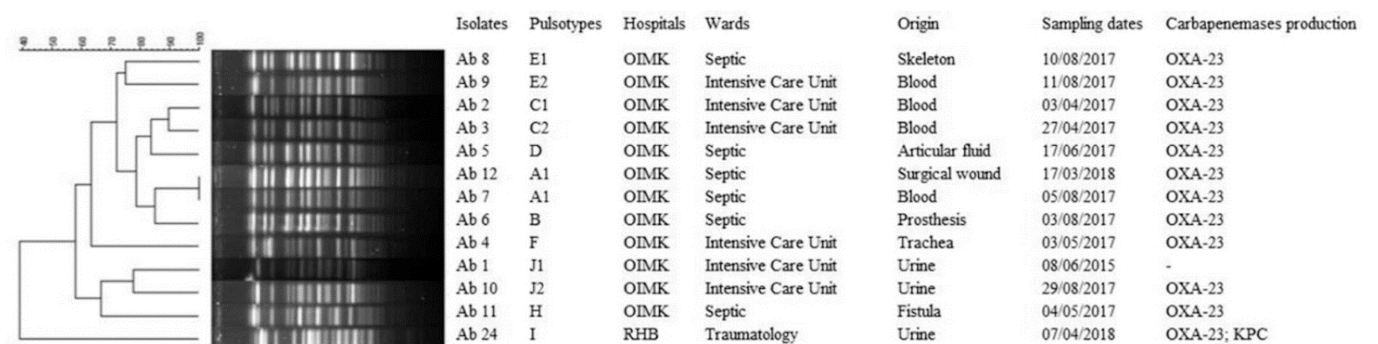 40 50 60 70 80 90 100
Isolates Pulsotypes Hospitals Wards Origin Sampling dates Carbapenemases production
Ab 8 E1 OIMK Septic Skeleton 10/08/2017 OXA-23
Ab 9 E2 OIMK Intensive Care Unit Blood 11/08/2017 OXA-23
Ab 2 C1 OIMK Intensive Care Unit Blood 03/04/2017 OXA-23
Ab 3 C2 OIMK Intensive Care Unit Blood 27/04/2017 OXA-23
Ab 5 D OIMK Septic Articular fluid 17/06/2017 OXA-23
Ab 12 A1 OIMK Septic Surgical wound 17/03/2018 OXA-23
Ab 7 A1 OIMK Septic Blood 05/08/2017 OXA-23
Ab 6 B OIMK Septic Prosthesis 03/08/2017 OXA-23
Ab 4 F OIMK Intensive Care Unit Trachea 03/05/2017 OXA-23
Ab 1 J1 OIMK Intensive Care Unit Urine 08/06/2015 -
Ab 10 J2 OIMK Intensive Care Unit Urine 29/08/2017 OXA-23
Ab 11 H OIMK Septic Fistula 04/05/2017 OXA-23
Ab 24 I RHB Traumatology Urine 07/04/2018 OXA-23; KPC